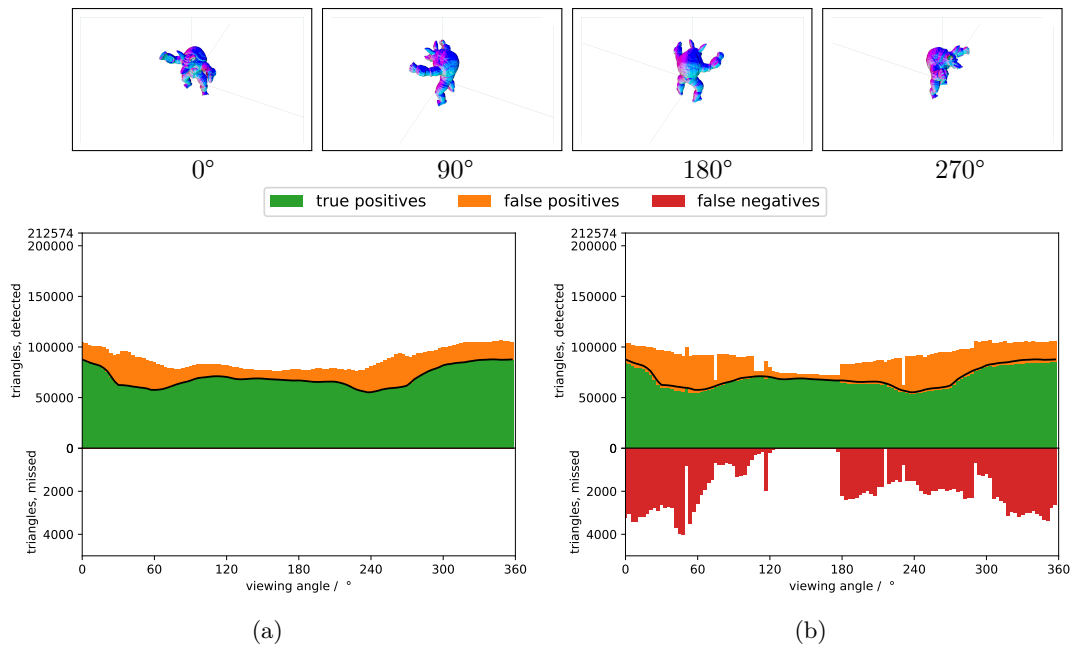 0° 90° 180° 270°
true positives false positives false negatives
212574
200000
150000
100000
50000
0
0
2000
4000
triangles, detected
triangles, missed
0 60 120 180 240 300 360
viewing angle / °
(a)
212574
200000
150000
100000
50000
0
0
2000
4000
triangles, detected
triangles, missed
0 60 120 180 240 300 360
viewing angle / °
(b)